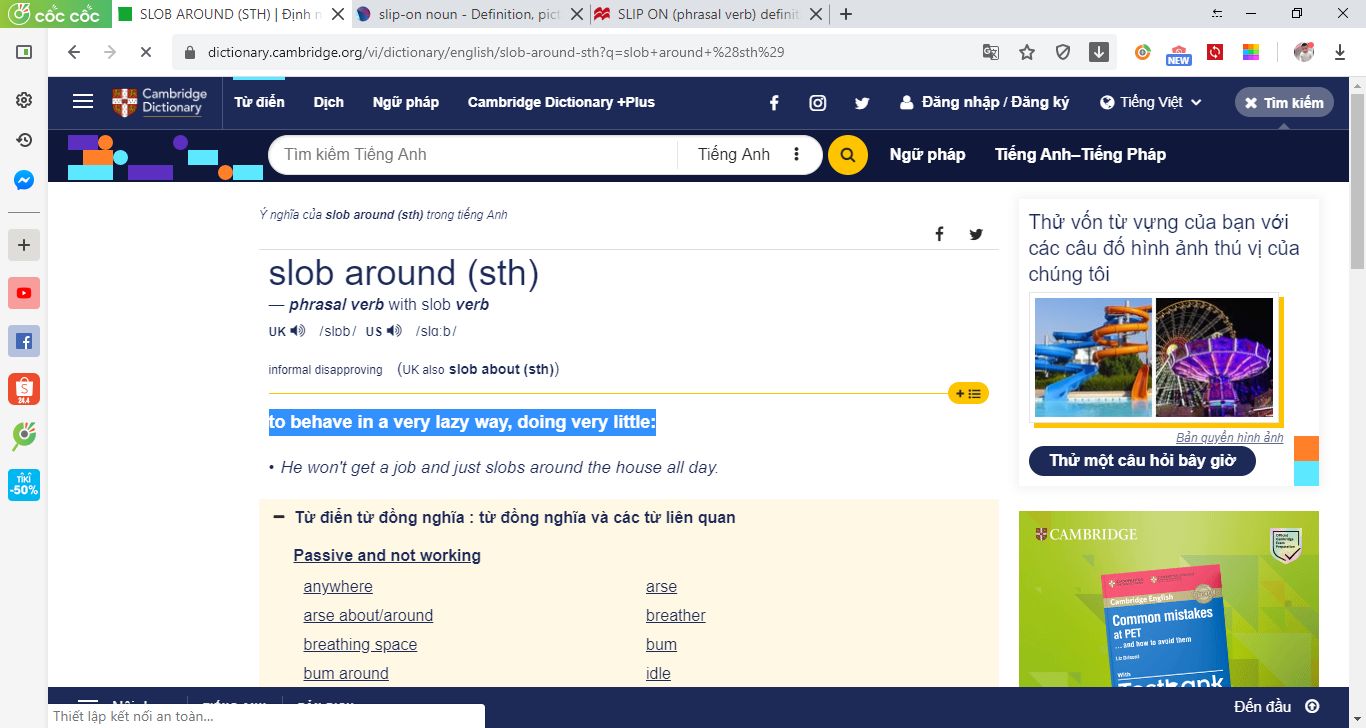 cốc cốc
SLOB AROUND (STH) | Định n
slip-on noun - Definition, pict
SLIP ON (phrasal verb) definit
dictionary.cambridge.org/vi/dictionary/english/slob-around-sth?q=slob+around+%28sth%29
NEW
Cambridge
Dictionary
Từ điển
Dịch
Ngữ pháp
Cambridge Dictionary +Plus
Đăng nhập / Đăng ký
Tiếng Việt
Tìm kiếm
Tìm kiếm Tiếng Anh
Tiếng Anh
Ngữ pháp
Tiếng Anh–Tiếng Pháp
Ý nghĩa của slob around (sth) trong tiếng Anh
slob around (sth)
— phrasal verb with slob verb
UK /slɒb/ US /slɑːb/
informal disapproving (UK also slob about (sth))
to behave in a very lazy way, doing very little:
• He won't get a job and just slobs around the house all day.
Từ điển từ đồng nghĩa : từ đồng nghĩa và các từ liên quan
Passive and not working
anywhere
arse
arse about/around
breather
breathing space
bum
bum around
idle
Thử vốn từ vựng của bạn với
các câu đố hình ảnh thú vị của
chúng tôi
Bản quyền hình ảnh
Thử một câu hỏi bây giờ
CAMBRIDGE
Cambridge English
Common mistakes
at PET
... and how to avoid them
Liz Driscoll
With
Testbank
24.4
TIKI
-50%
Đến đầu
Thiết lập kết nối an toàn...